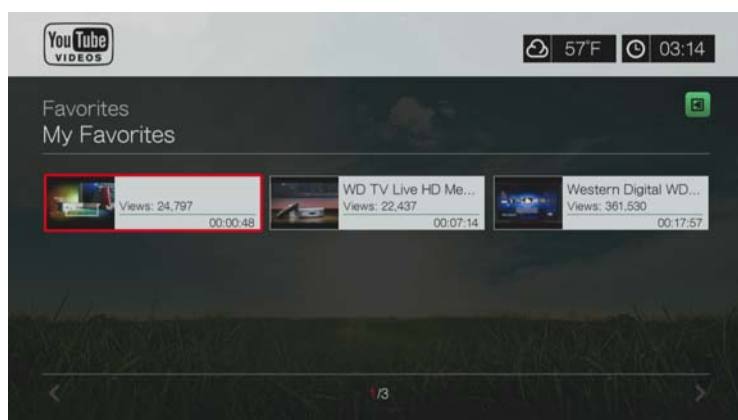 You Tube
VIDEOS
57°F
03:14
Favorites
My Favorites
Views: 24,797
00:00:48
WD TV Live HD Me...
Views: 22,437
00:07:14
Western Digital WD...
Views: 361,530
00:17:57
1/3